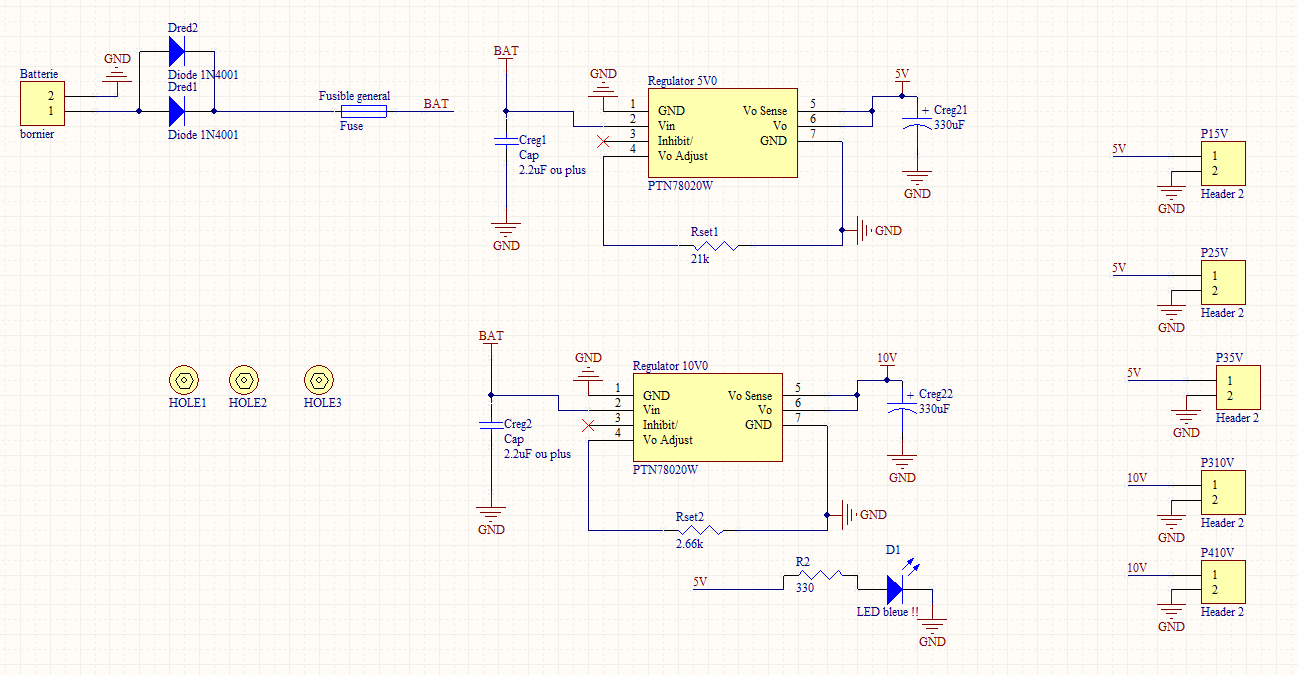 Batterie
2
1
bornier
GND
Dred2
Diode 1N4001
Dred1
Diode 1N4001
Fusible general
Fuse
BAT
BAT
Creg1
Cap
2.2uF ou plus
GND
GND
Regulator 5V0
1 GND Vo Sense 5
2 Vin Vo 6
3 Inhibit/ GND 7
4 Vo Adjust
PTN78020W
Rset1
21k
GND
5V
Creg21
330uF
GND
P15V
5V
1
2
GND
Header 2
P25V
5V
1
2
GND
Header 2
HOLE1
HOLE2
HOLE3
BAT
Creg2
Cap
2.2uF ou plus
GND
GND
Regulator 10V0
1 GND Vo Sense 5
2 Vin Vo 6
3 Inhibit/ GND 7
4 Vo Adjust
PTN78020W
Rset2
2.66k
GND
10V
+ Creg22
330uF
GND
P35V
5V
1
2
GND
Header 2
P310V
10V
1
2
GND
Header 2
P410V
10V
1
2
GND
Header 2
5V
R2
330
D1
LED bleue !!
GND